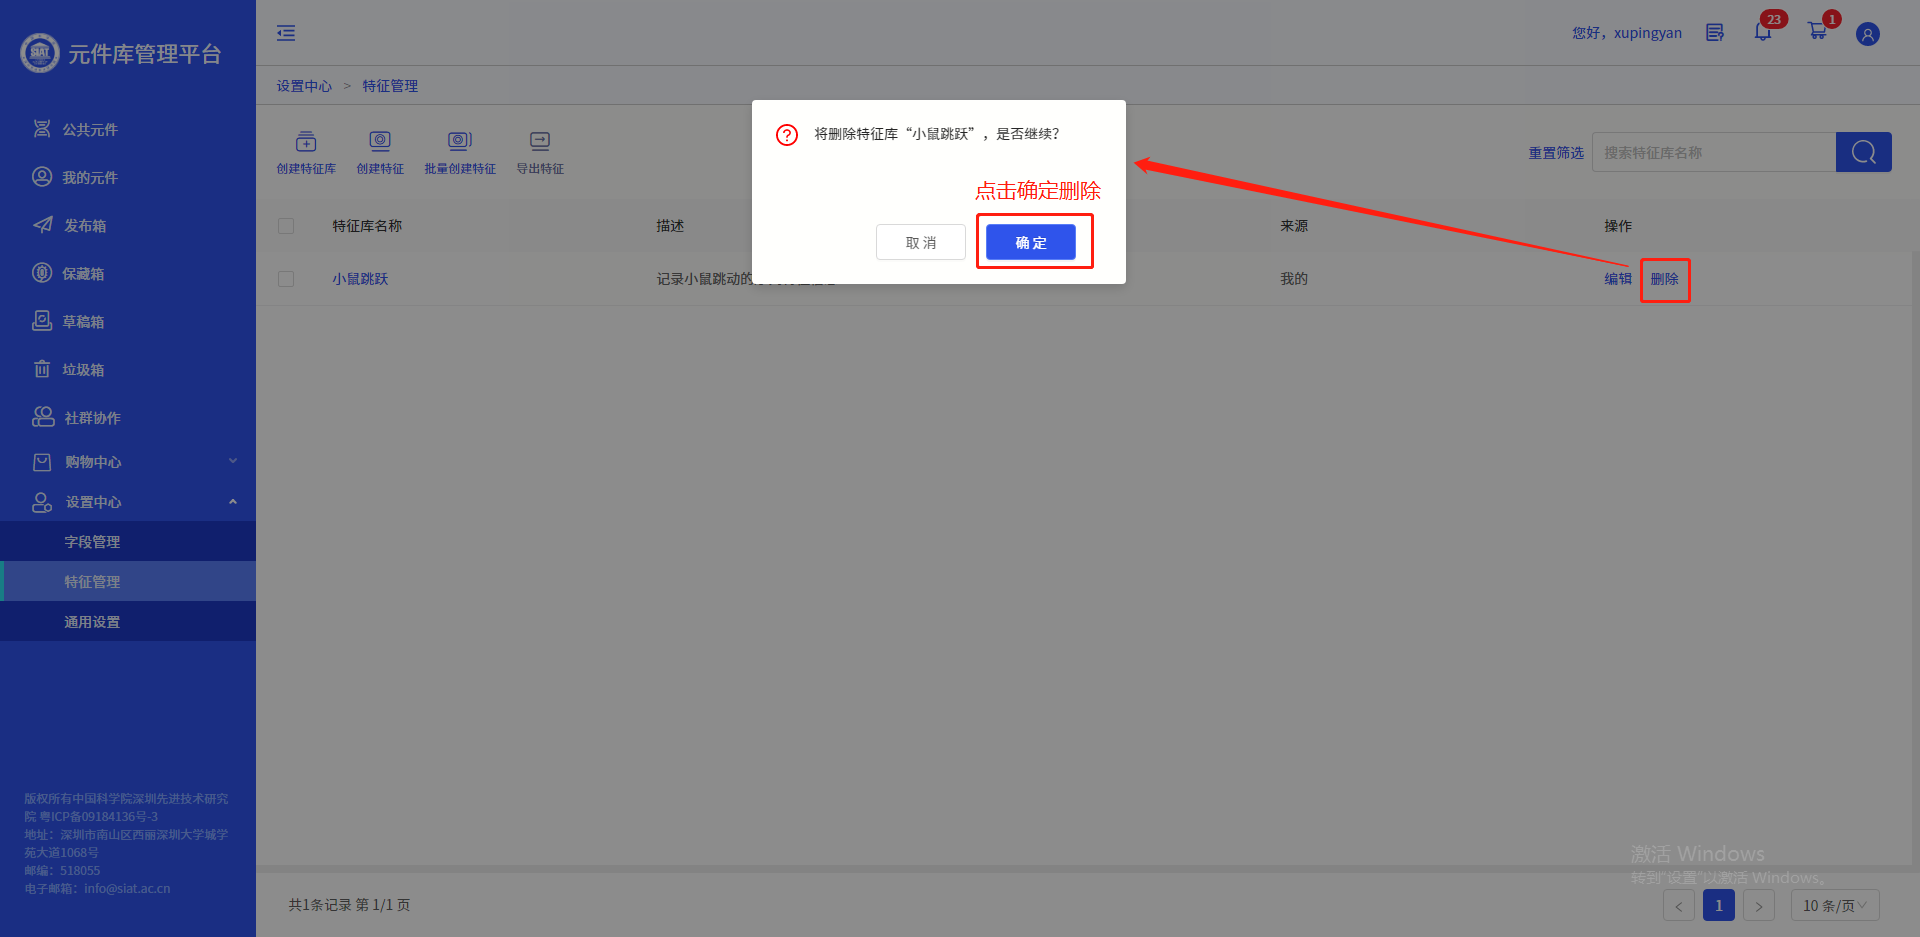 元件库管理平台
您好，xupingyan
23
1
设置中心 > 特征管理
公共元件
我的元件
发布箱
保藏箱
草稿箱
垃圾箱
社群协作
购物中心
设置中心
字段管理
特征管理
通用设置
版权所有中国科学院深圳先进技术研究
院 粤ICP备09184136号-3
地址：深圳市南山区西丽深圳大学城学
苑大道1068号
邮编：518055
电子邮箱：info@siat.ac.cn
创建特征库
创建特征
批量创建特征
导出特征
重置筛选
搜索特征库名称
将删除特征库“小鼠跳跃”，是否继续？
点击确定删除
取 消
确 定
特征库名称
描述
来源
操作
小鼠跳跃
记录小鼠跳动的
我的
编辑
删除
共1条记录 第 1/1 页
<
1
>
10 条/页
激活 Windows
转到“设置”以激活 Windows。